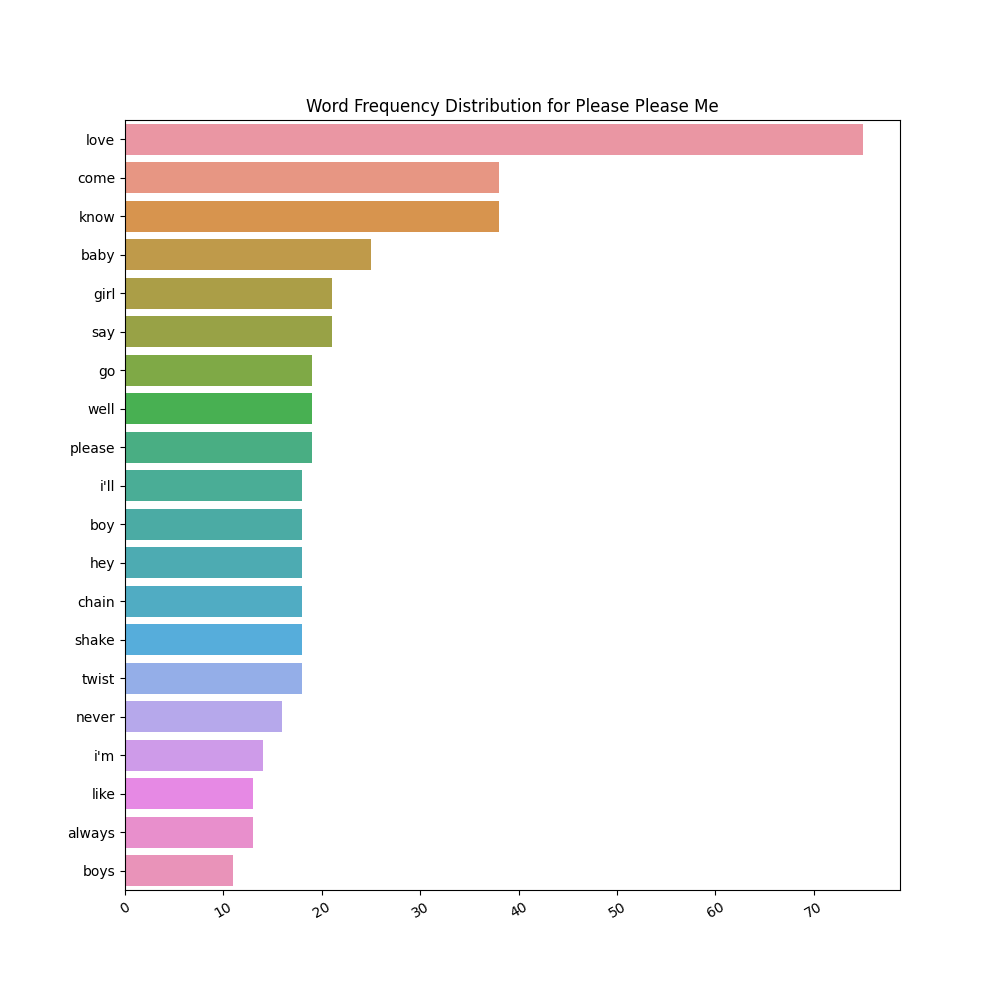 Word Frequency Distribution for Please Please Me
love
come
know
baby
girl
say
go
well
please
i'll
boy
hey
chain
shake
twist
never
i'm
like
always
boys
0 10 20 30 40 50 60 70